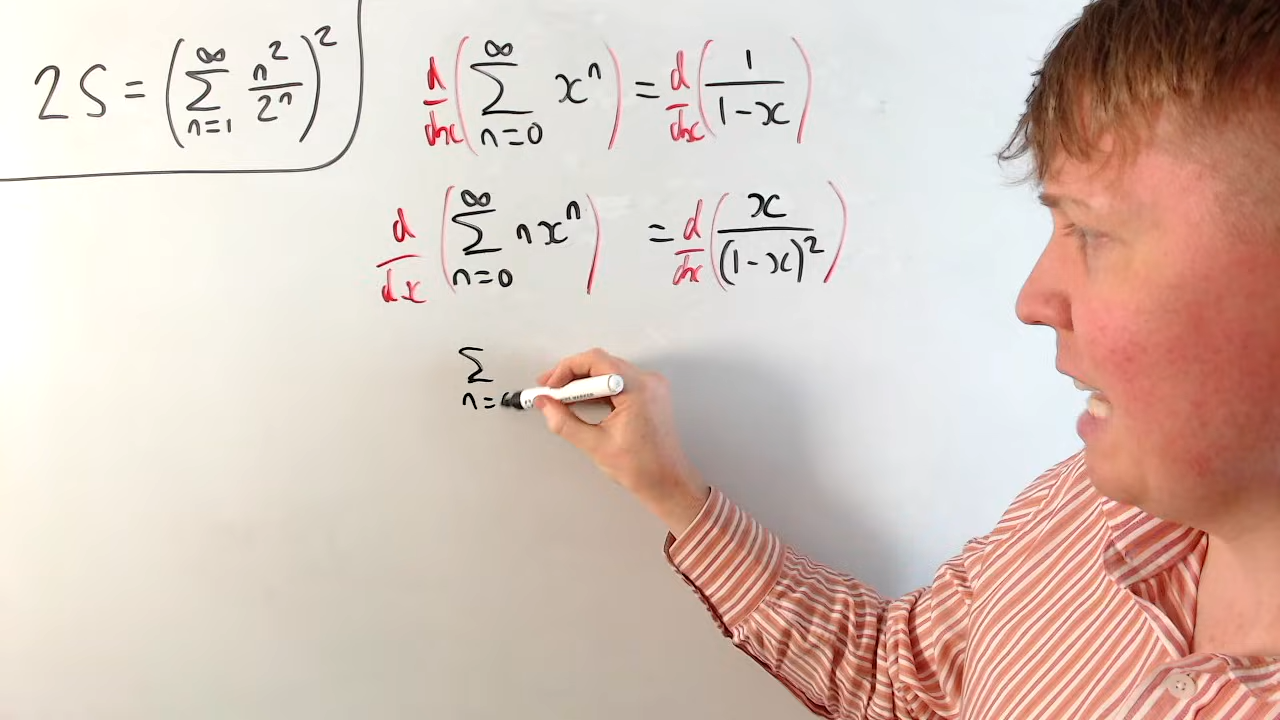 2S = (∑_{n=1}^{∞} n²/2ⁿ)²
d/dx (∑_{n=0}^{∞} xⁿ) = d/dx (1/(1-x))
d/dx (∑_{n=0}^{∞} nxⁿ) = d/dx (x/(1-x)²)
∑_{n=